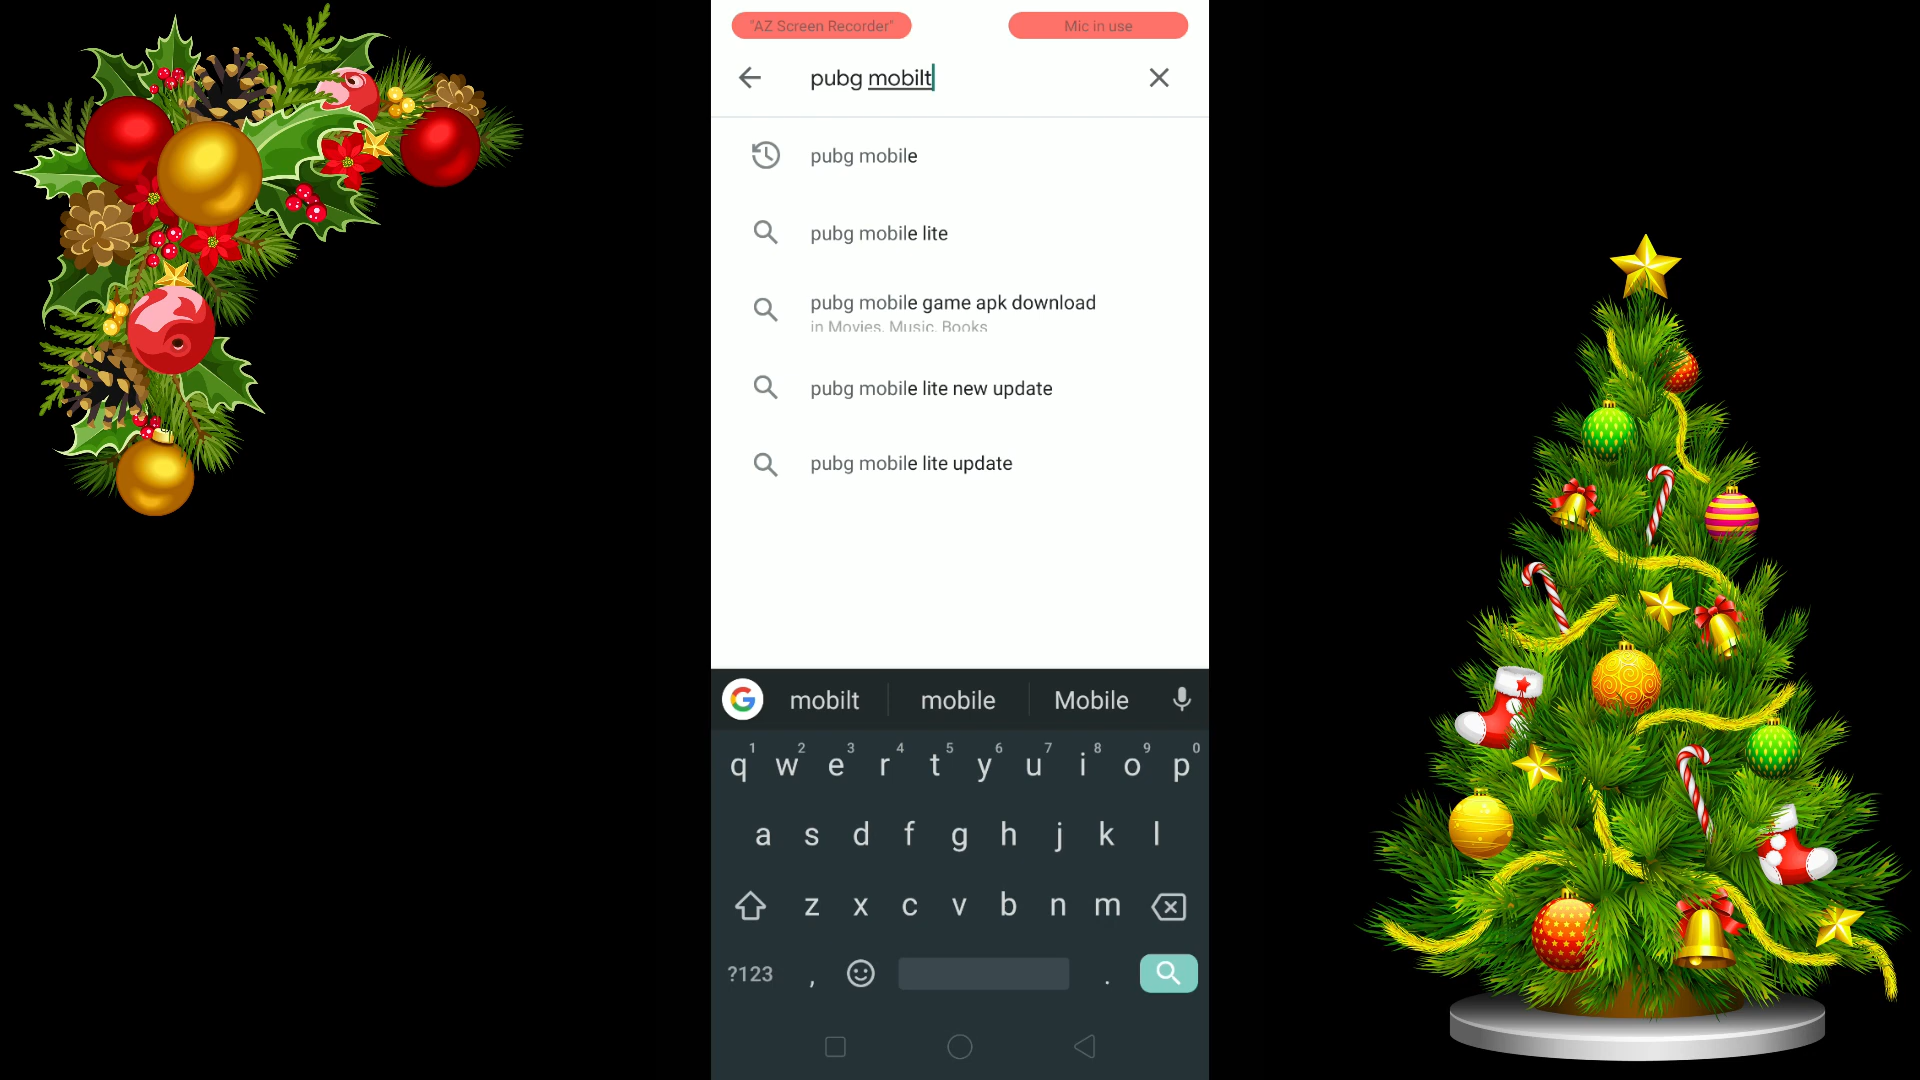 "AZ Screen Recorder" Mic in use
pubg mobilt
pubg mobile
pubg mobile lite
pubg mobile game apk download
in Movies, Music, Books
pubg mobile lite new update
pubg mobile lite update
mobilt mobile Mobile
1 2 3 4 5 6 7 8 9 0
q w e r t y u i o p
a s d f g h j k l
z x c v b n m
?123 , .